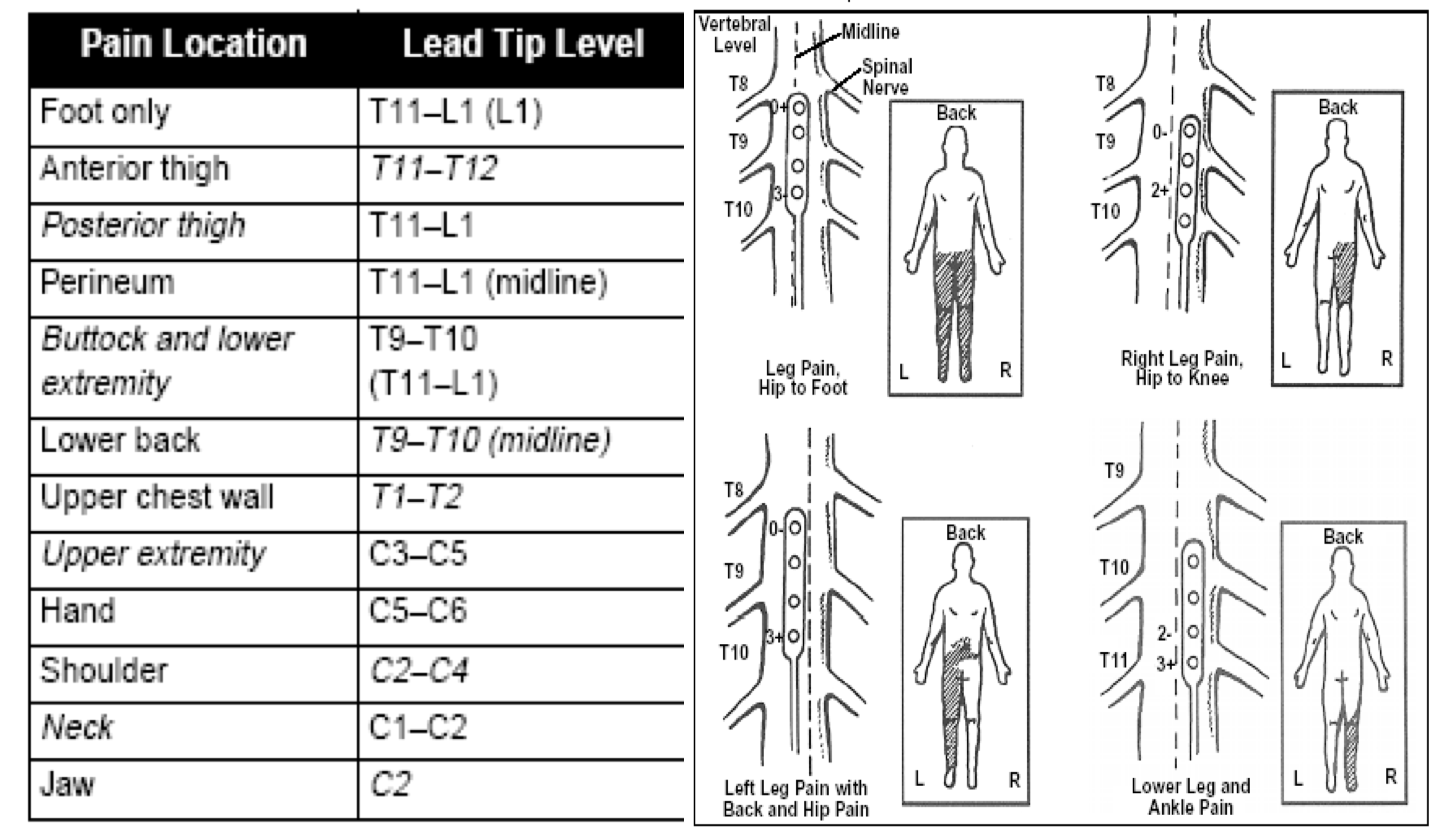 Pain Location Lead Tip Level
Foot only T11–L1 (L1)
Anterior thigh T11–T12
Posterior thigh T11–L1
Perineum T11–L1 (midline)
Buttock and lower T9–T10
extremity (T11–L1)
Lower back T9–T10 (midline)
Upper chest wall T1–T2
Upper extremity C3–C5
Hand C5–C6
Shoulder C2–C4
Neck C1–C2
Jaw C2
Vertebral
Level
Midline
Spinal
Nerve
T8
0+
T9
3-
T10
Back
L R
Leg Pain,
Hip to Foot
T8
0-
T9
2+
T10
Back
L R
Right Leg Pain,
Hip to Knee
T8
0-
T9
3+
T10
Back
L R
Left Leg Pain with
Back and Hip Pain
T9
T10
2-
T11
3+
Back
L R
Lower Leg and
Ankle Pain